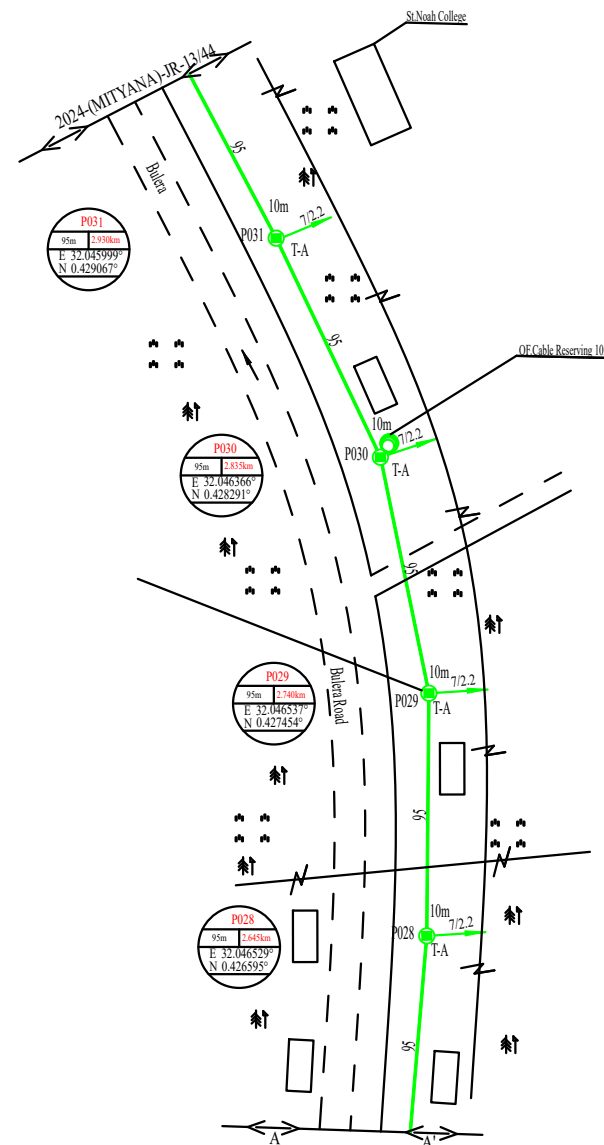 St.Noah College
2024-(MITYANA)-JR-13/44
Bulera
95
10m
7/2.2
P031
T-A
P031
95m 2.930km
E 32.045999°
N 0.429067°
95
OF.Cable Reserving 10
10m
7/2.2
P030
T-A
P030
95m 2.835km
E 32.046366°
N 0.428291°
95
10m
7/2.2
P029
T-A
P029
95m 2.740km
E 32.046537°
N 0.427454°
Bulera Road
95
10m
7/2.2
P028
T-A
P028
95m 2.645km
E 32.046529°
N 0.426595°
95
A
A'